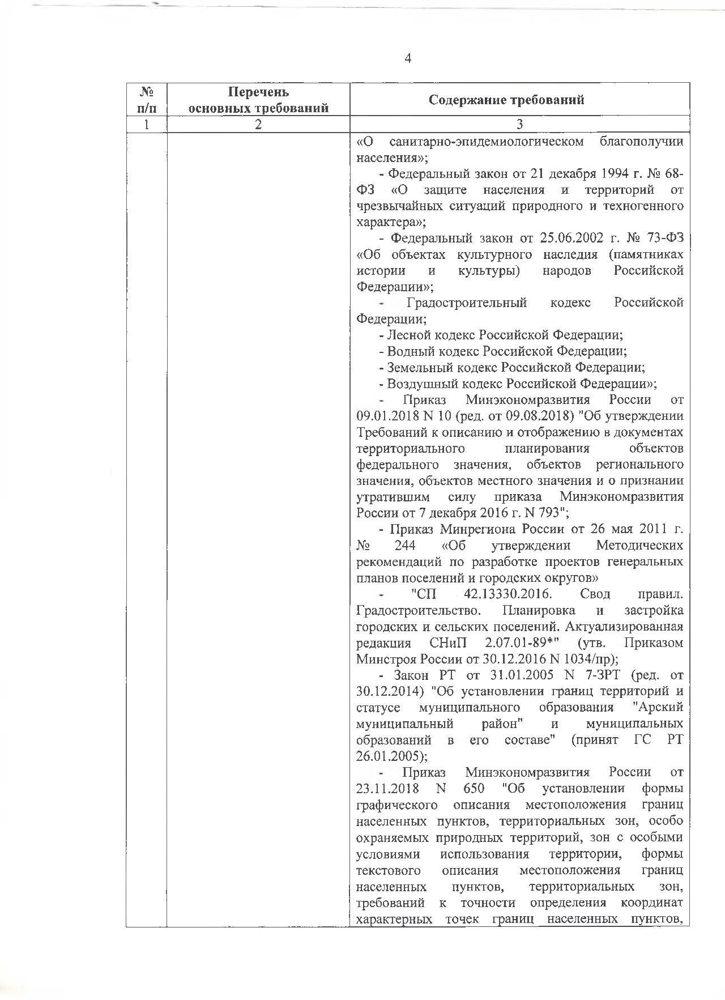 4
№
п/п
Перечень
основных требований
Содержание требований
1
2
3
«О санитарно-эпидемиологическом благополучии
населения»;
- Федеральный закон от 21 декабря 1994 г. № 68-
ФЗ «О защите населения и территорий от
чрезвычайных ситуаций природного и техногенного
характера»;
- Федеральный закон от 25.06.2002 г. № 73-ФЗ
«Об объектах культурного наследия (памятниках
истории и культуры) народов Российской
Федерации»;
- Градостроительный кодекс Российской
Федерации;
- Лесной кодекс Российской Федерации;
- Водный кодекс Российской Федерации;
- Земельный кодекс Российской Федерации;
- Воздушный кодекс Российской Федерации»;
- Приказ Минэкономразвития России от
09.01.2018 N 10 (ред. от 09.08.2018) "Об утверждении
Требований к описанию и отображению в документах
территориального планирования объектов
федерального значения, объектов регионального
значения, объектов местного значения и о признании
утратившим силу приказа Минэкономразвития
России от 7 декабря 2016 г. N 793";
- Приказ Минрегиона России от 26 мая 2011 г.
№ 244 «Об утверждении Методических
рекомендаций по разработке проектов генеральных
планов поселений и городских округов»
- "СП 42.13330.2016. Свод правил.
Градостроительство. Планировка и застройка
городских и сельских поселений. Актуализированная
редакция СНиП 2.07.01-89*" (утв. Приказом
Минстроя России от 30.12.2016 N 1034/пр);
- Закон РТ от 31.01.2005 N 7-ЗРТ (ред. от
30.12.2014) "Об установлении границ территорий и
статусе муниципального образования "Арский
муниципальный район" и муниципальных
образований в его составе" (принят ГС РТ
26.01.2005);
- Приказ Минэкономразвития России от
23.11.2018 N 650 "Об установлении формы
графического описания местоположения границ
населенных пунктов, территориальных зон, особо
охраняемых природных территорий, зон с особыми
условиями использования территории, формы
текстового описания местоположения границ
населенных пунктов, территориальных зон,
требований к точности определения координат
характерных точек границ населенных пунктов,